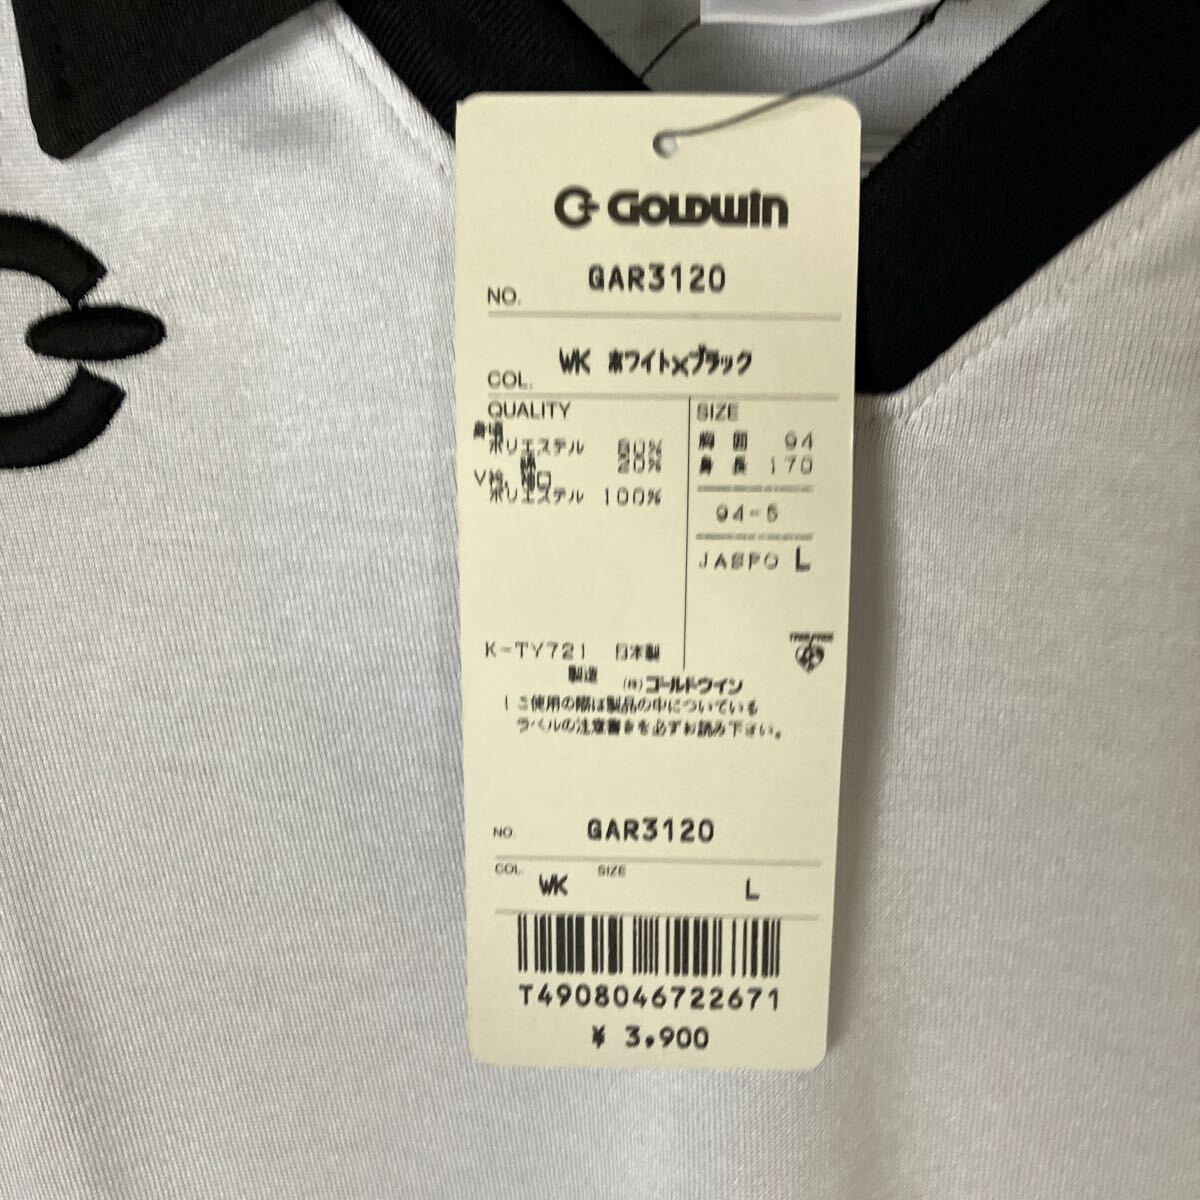 GOLDWIN
NO. GAR3120
COL. WK ホワイト×ブラック
QUALITY
身頃
ポリエステル 80%
綿 20%
V衿、袖口
ポリエステル 100%
SIZE
胸囲 94
身長 170
94-5
JASPO L
K-TY721 日本製
製造 (株)ゴールドウイン
ご使用の際は製品の中についている
ラベルの注意書きを必ずお読み下さい。
NO. GAR3120
COL. WK SIZE L
T4908046722671
¥ 3,900